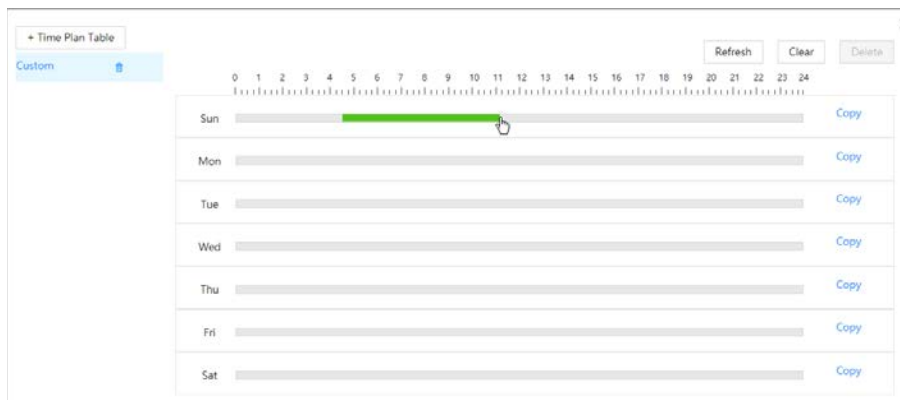 + Time Plan Table
Refresh Clear Delete
Custom
0 1 2 3 4 5 6 7 8 9 10 11 12 13 14 15 16 17 18 19 20 21 22 23 24
Sun Copy
Mon Copy
Tue Copy
Wed Copy
Thu Copy
Fri Copy
Sat Copy